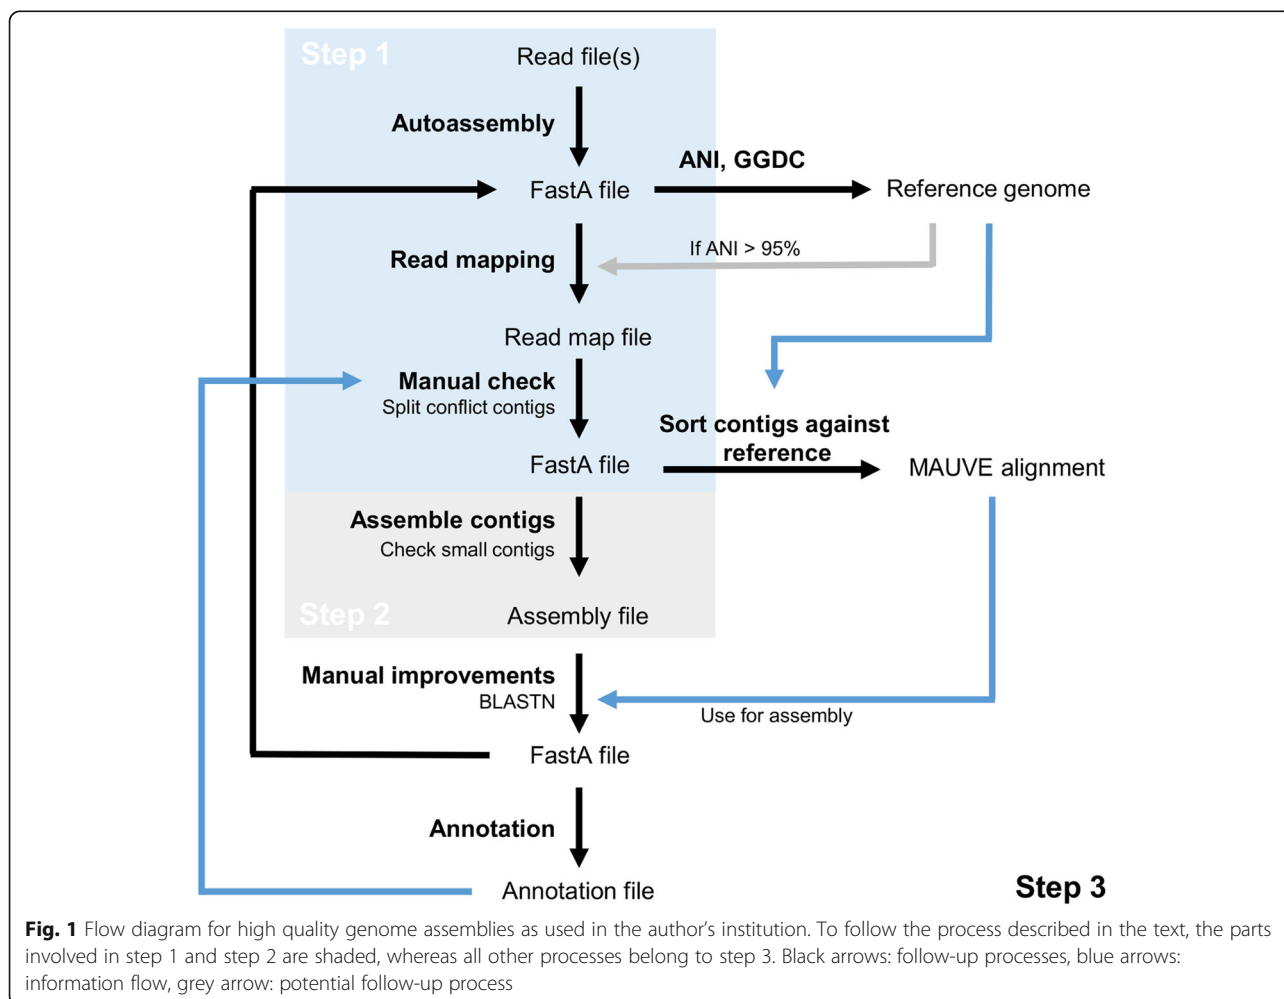 Step 1
Read file(s)
Autoassembly
ANI, GGDC
FastA file
Reference genome
If ANI > 95%
Read mapping
Read map file
Manual check
Split conflict contigs
Sort contigs against
reference
FastA file
MAUVE alignment
Assemble contigs
Check small contigs
Step 2
Assembly file
Manual improvements
BLASTN
Use for assembly
FastA file
Annotation
Annotation file
Step 3
Fig. 1 Flow diagram for high quality genome assemblies as used in the author's institution. To follow the process described in the text, the parts
involved in step 1 and step 2 are shaded, whereas all other processes belong to step 3. Black arrows: follow-up processes, blue arrows:
information flow, grey arrow: potential follow-up process